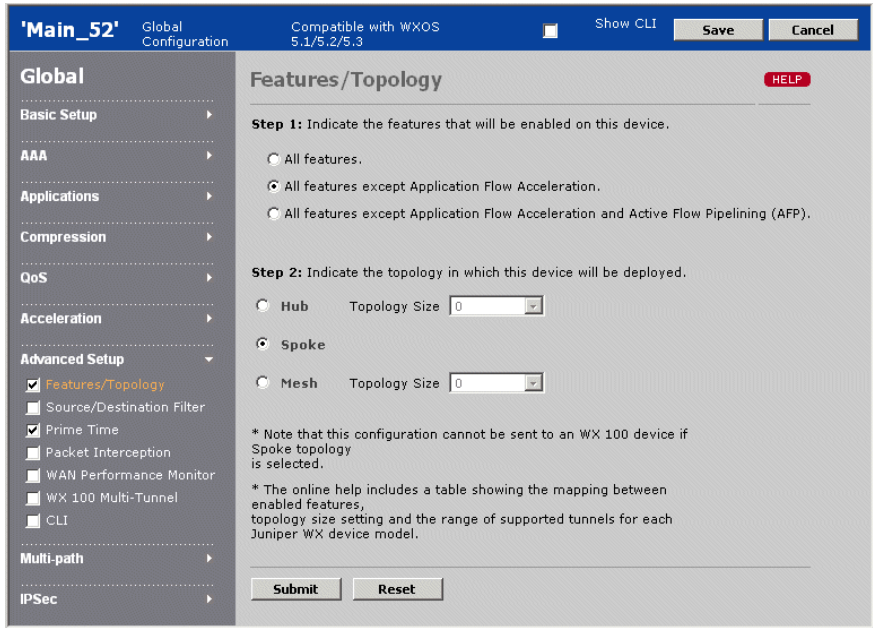 'Main_52'
Global
Configuration
Compatible with WXOS
5.1/5.2/5.3
Show CLI
Save
Cancel
Global
Basic Setup
AAA
Applications
Compression
QoS
Acceleration
Advanced Setup
Features/Topology
Source/Destination Filter
Prime Time
Packet Interception
WAN Performance Monitor
WX 100 Multi-Tunnel
CLI
Multi-path
IPSec
Features/Topology
HELP
Step 1: Indicate the features that will be enabled on this device.
All features.
All features except Application Flow Acceleration.
All features except Application Flow Acceleration and Active Flow Pipelining (AFP).
Step 2: Indicate the topology in which this device will be deployed.
Hub Topology Size 0
Spoke
Mesh Topology Size 0
* Note that this configuration cannot be sent to an WX 100 device if
Spoke topology
is selected.
* The online help includes a table showing the mapping between
enabled features,
topology size setting and the range of supported tunnels for each
Juniper WX device model.
Submit
Reset